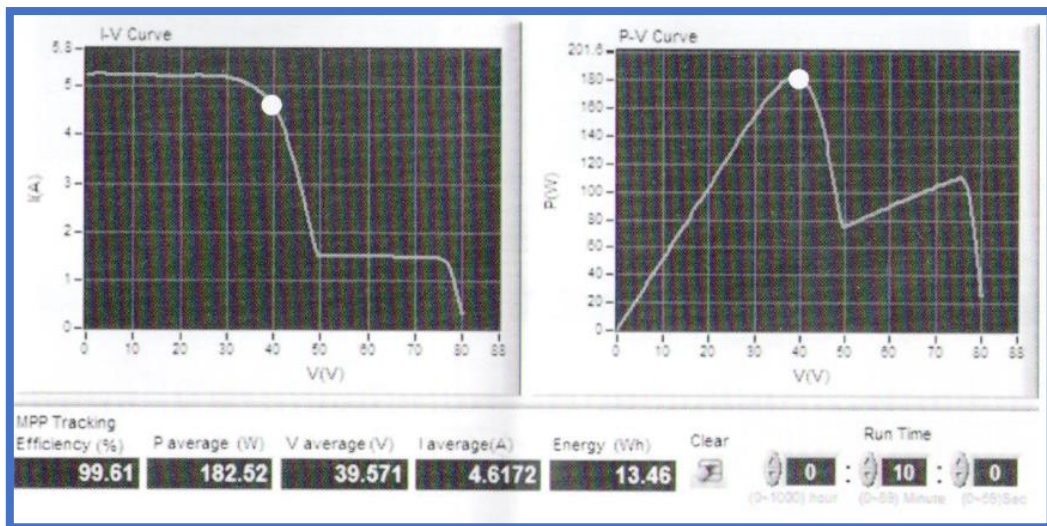 I-V Curve
5.8
5
4
3
2
1
0
I(A)
0 10 20 30 40 50 60 70 80 88
V(V)
P-V Curve
201.6
180
160
140
120
100
80
60
40
20
0
P(W)
0 10 20 30 40 50 60 70 80 88
V(V)
MPP Tracking
Efficiency (%) P average (W) V average (V) I average(A) Energy (Wh) Clear Run Time
99.61 182.52 39.571 4.6172 13.46 0 : 10 : 0
(0~1000) hour (0~59) Minute (0~59)Sec